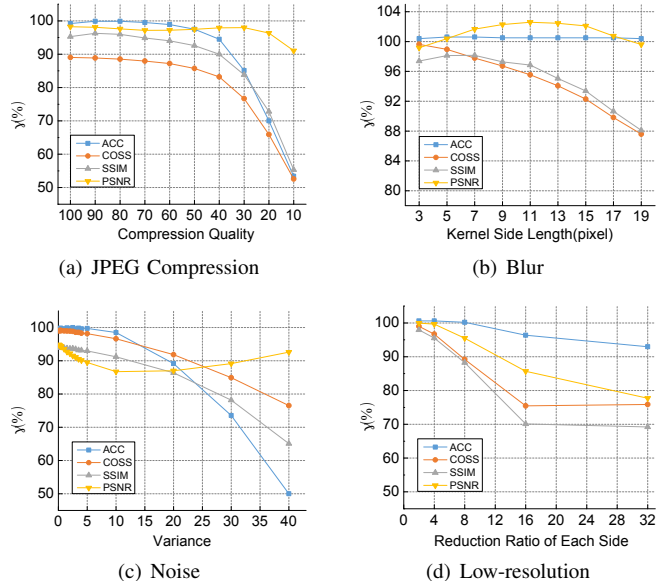 100
90
80
70
60
50
γ(%)
ACC
COSS
SSIM
PSNR
100 90 80 70 60 50 40 30 20 10
Compression Quality
(a) JPEG Compression
104
100
96
92
88
84
80
γ(%)
ACC
COSS
SSIM
PSNR
3 5 7 9 11 13 15 17 19
Kernel Side Length(pixel)
(b) Blur
100
90
80
70
60
50
γ(%)
ACC
COSS
SSIM
PSNR
0 5 10 15 20 25 30 35 40
Variance
(c) Noise
100
90
80
70
60
50
γ(%)
ACC
COSS
SSIM
PSNR
0 4 8 12 16 20 24 28 32
Reduction Ratio of Each Side
(d) Low-resolution